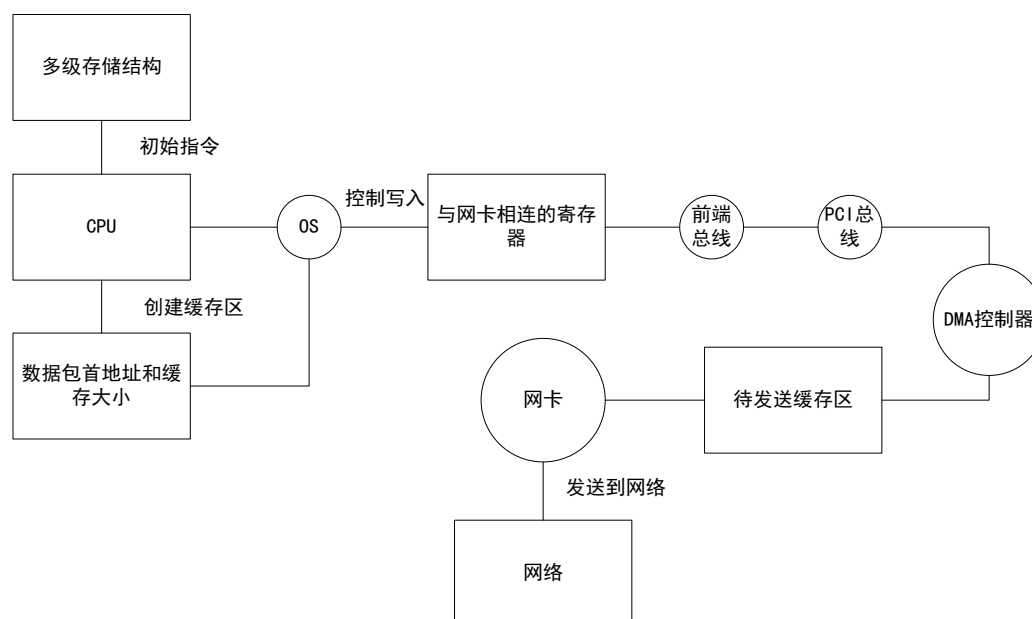 多级存储结构
初始指令
CPU
OS
控制写入
与网卡相连的寄存
器
前端
总线
PCI总
线
创建缓存区
DMA控制器
数据包首地址和缓
存大小
网卡
待发送缓存区
发送到网络
网络